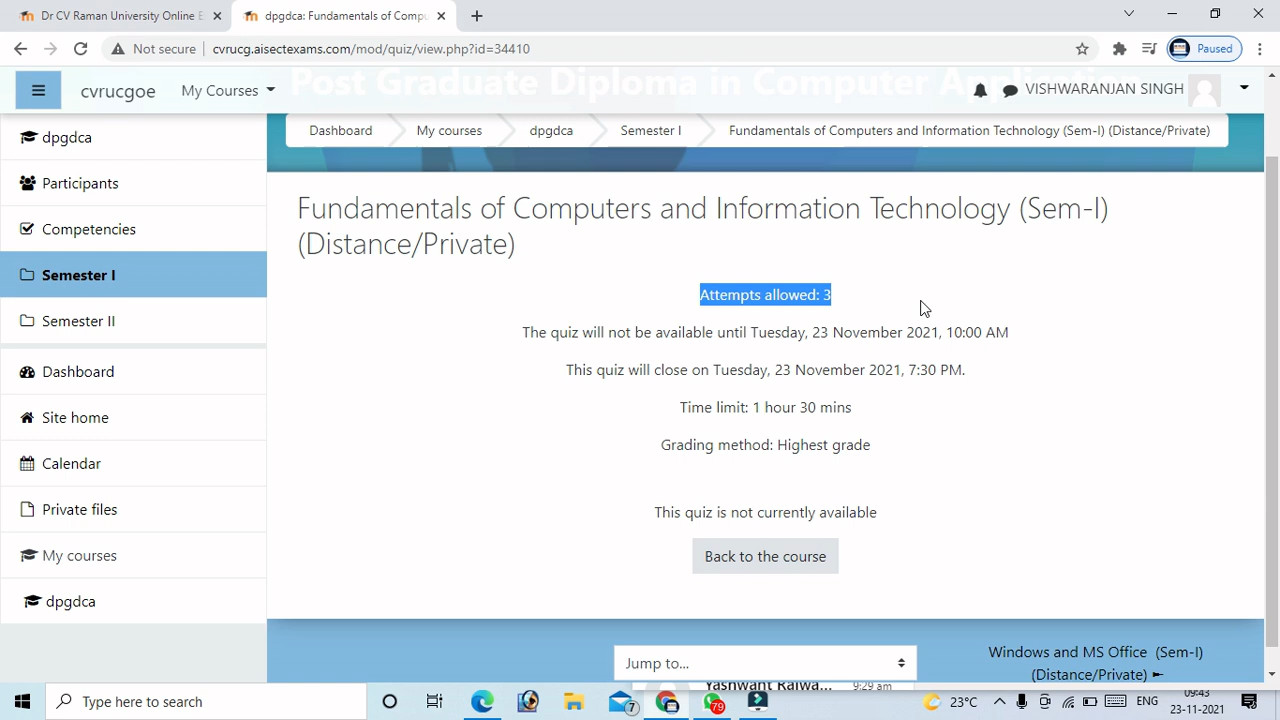 Dr CV Raman University Online E
dpgdca: Fundamentals of Compu
Not secure
cvrucg.aisectexams.com/mod/quiz/view.php?id=34410
Paused
Post Graduate Diploma in Computer Application
cvrucgoe
My Courses
VISHWARANJAN SINGH
Dashboard
My courses
dpgdca
Semester I
Fundamentals of Computers and Information Technology (Sem-I) (Distance/Private)
dpgdca
Participants
Competencies
Semester I
Semester II
Dashboard
Site home
Calendar
Private files
My courses
dpgdca
Fundamentals of Computers and Information Technology (Sem-I)
(Distance/Private)
Attempts allowed: 3
The quiz will not be available until Tuesday, 23 November 2021, 10:00 AM
This quiz will close on Tuesday, 23 November 2021, 7:30 PM.
Time limit: 1 hour 30 mins
Grading method: Highest grade
This quiz is not currently available
Back to the course
Jump to...
Windows and MS Office (Sem-I)
(Distance/Private) ►
9:29 am
Type here to search
7
79
23°C
ENG
09:43
23-11-2021